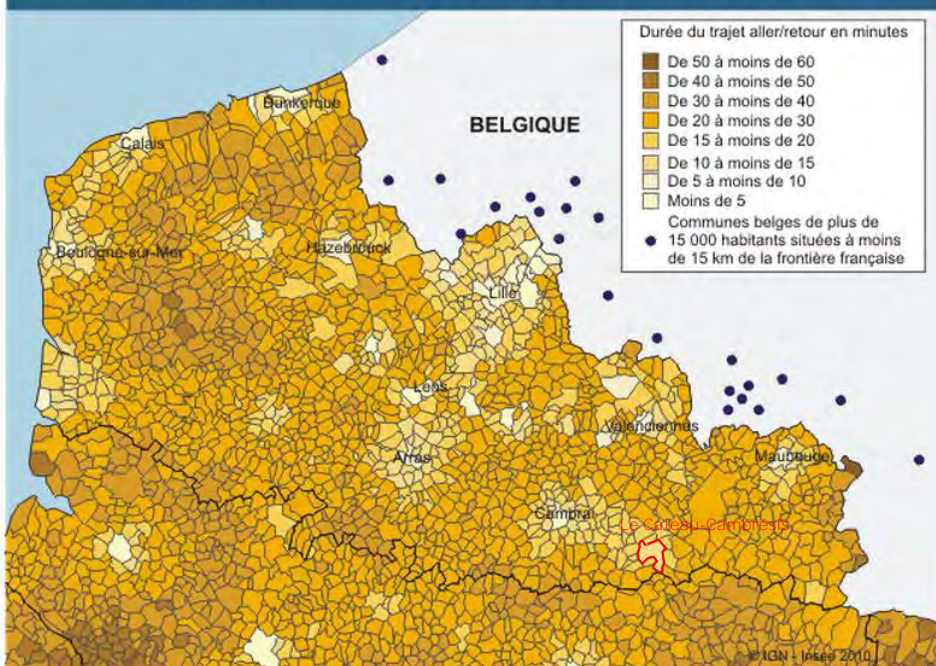 Durée du trajet aller/retour en minutes
De 50 à moins de 60
De 40 à moins de 50
De 30 à moins de 40
De 20 à moins de 30
De 15 à moins de 20
De 10 à moins de 15
De 5 à moins de 10
Moins de 5
Communes belges de plus de
15 000 habitants situées à moins
de 15 km de la frontière française
BELGIQUE
Dunkerque
Calais
Boulogne-sur-Mer
Hazebrouck
Lille
Lens
Valenciennes
Arras
Maubeuge
Cambrai
Le Cateau-Cambrésis
© IGN - Insee 2010